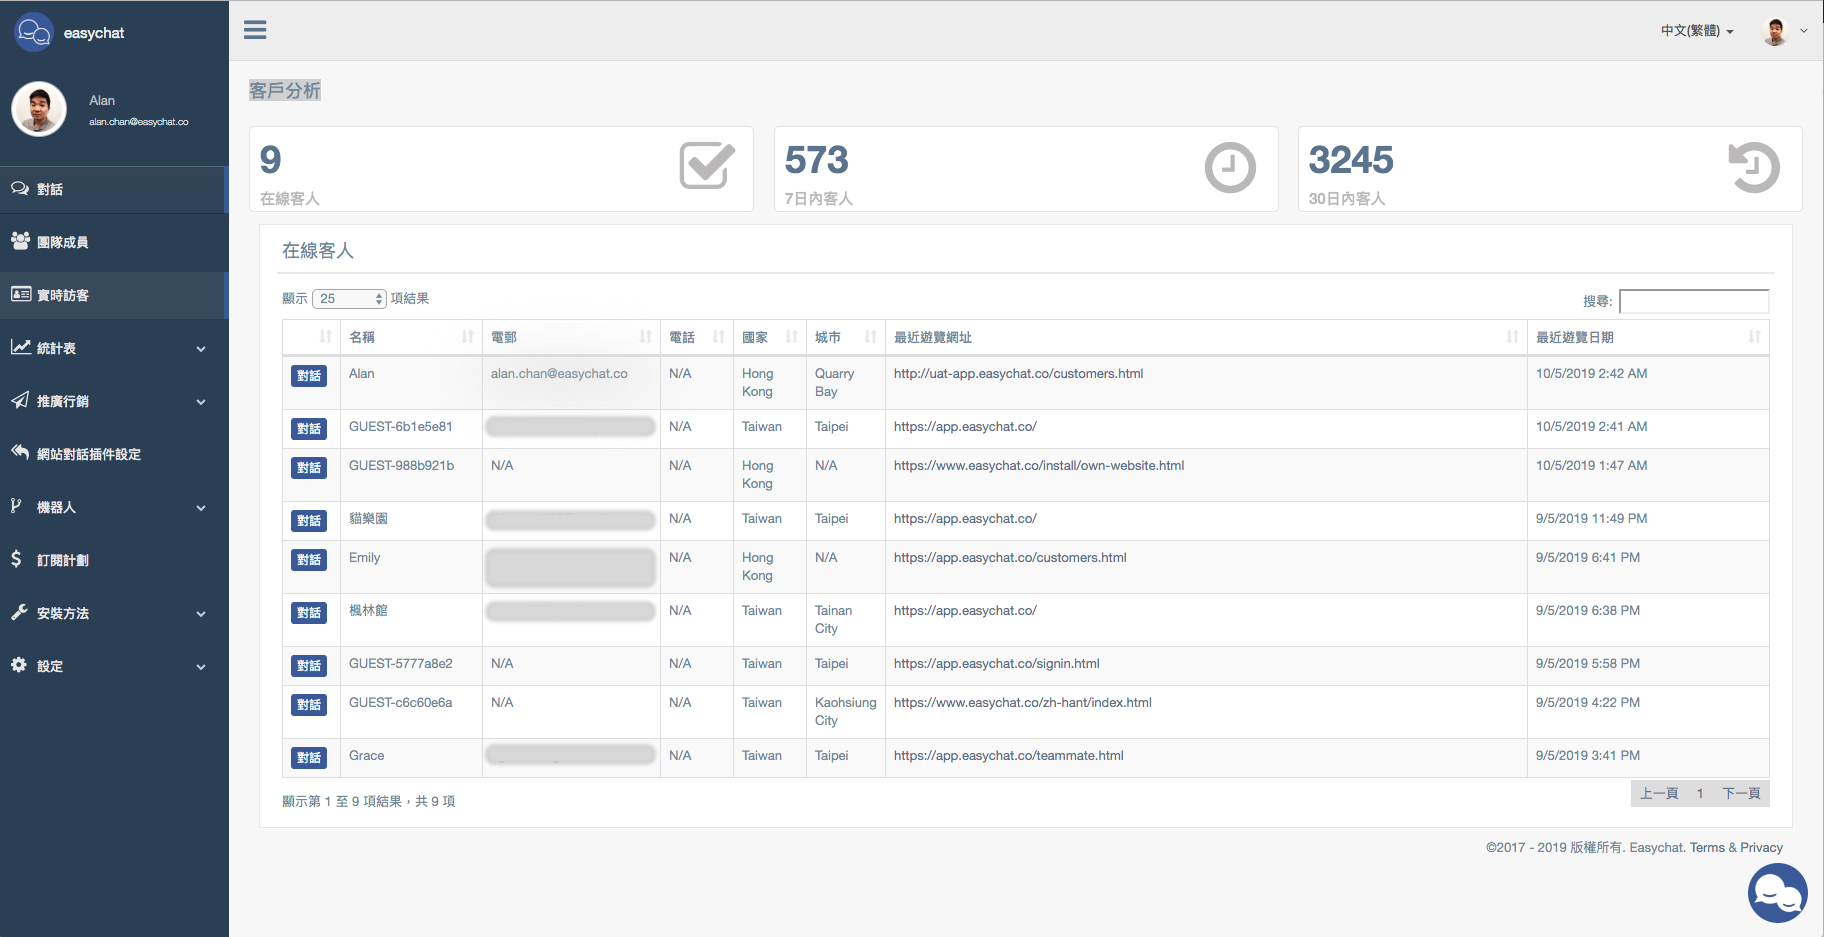 easychat
中文(繁體)
Alan
alan.chan@easychat.co
對話
團隊成員
實時訪客
統計表
推廣行銷
網站對話插件設定
機器人
訂閱計劃
安裝方法
設定
客戶分析
9
在線客人
573
7日內客人
3245
30日內客人
在線客人
顯示 25 項結果
搜尋:
名稱 電郵 電話 國家 城市 最近遊覽網址 最近遊覽日期
對話 Alan alan.chan@easychat.co N/A Hong Kong Quarry Bay http://uat-app.easychat.co/customers.html 10/5/2019 2:42 AM
對話 GUEST-6b1e5e81 N/A Taiwan Taipei https://app.easychat.co/ 10/5/2019 2:41 AM
對話 GUEST-988b921b N/A N/A Hong Kong N/A https://www.easychat.co/install/own-website.html 10/5/2019 1:47 AM
對話 貓樂園 N/A Taiwan Taipei https://app.easychat.co/ 9/5/2019 11:49 PM
對話 Emily N/A Hong Kong N/A https://app.easychat.co/customers.html 9/5/2019 6:41 PM
對話 楓林館 N/A Taiwan Tainan City https://app.easychat.co/ 9/5/2019 6:38 PM
對話 GUEST-5777a8e2 N/A N/A Taiwan Taipei https://app.easychat.co/signin.html 9/5/2019 5:58 PM
對話 GUEST-c6c60e6a N/A N/A Taiwan Kaohsiung City https://www.easychat.co/zh-hant/index.html 9/5/2019 4:22 PM
對話 Grace N/A Taiwan Taipei https://app.easychat.co/teammate.html 9/5/2019 3:41 PM
顯示第 1 至 9 項結果，共 9 項
上一頁 1 下一頁
©2017 - 2019 版權所有. Easychat. Terms & Privacy